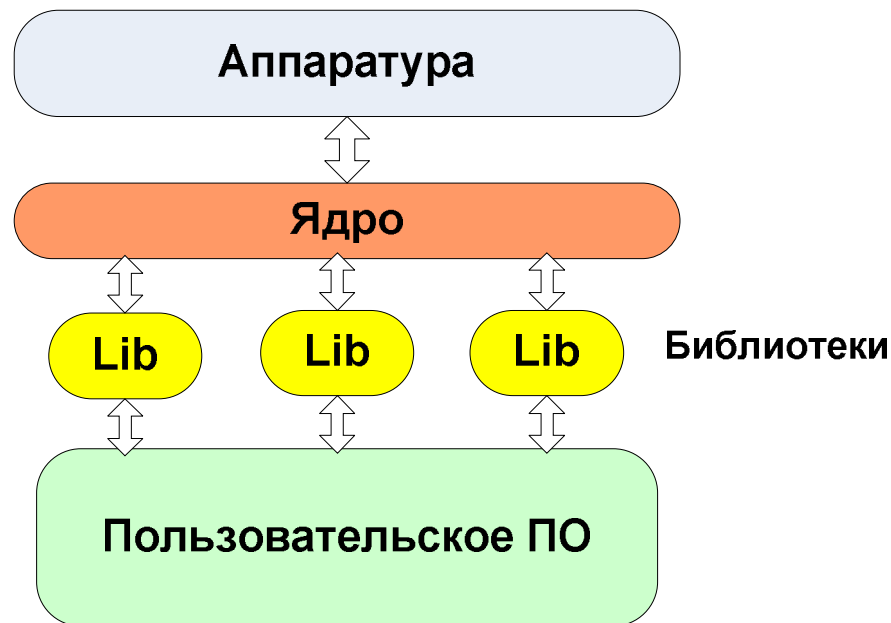 Аппаратура
Ядро
Lib Lib Lib Библиотеки
Пользовательское ПО